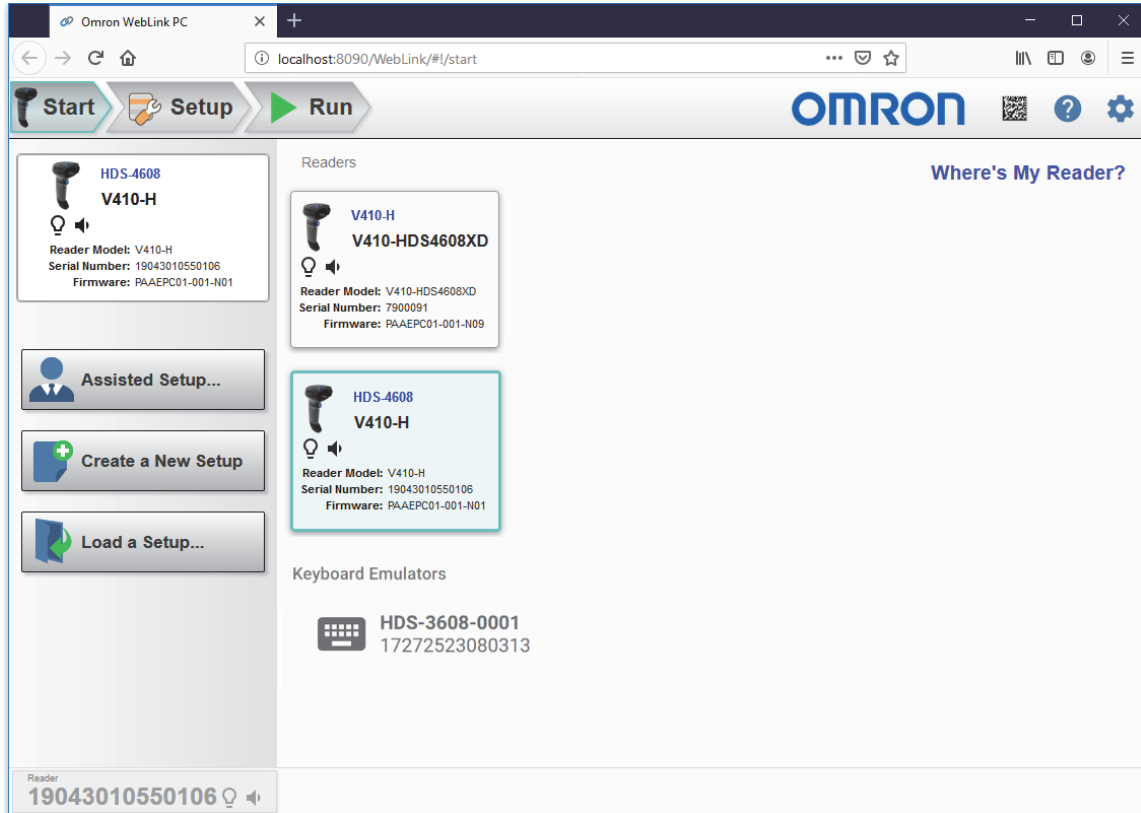 Omron WebLink PC
localhost:8090/WebLink/#!/start
Start
Setup
Run
OMRON
HDS-4608
V410-H
Reader Model: V410-H
Serial Number: 19043010550106
Firmware: PAAEPC01-001-N01
Assisted Setup...
Create a New Setup
Load a Setup...
Readers
Where's My Reader?
V410-H
V410-HDS4608XD
Reader Model: V410-HDS4608XD
Serial Number: 7900091
Firmware: PAAEPC01-001-N09
HDS-4608
V410-H
Reader Model: V410-H
Serial Number: 19043010550106
Firmware: PAAEPC01-001-N01
Keyboard Emulators
HDS-3608-0001
17272523080313
Reader
19043010550106